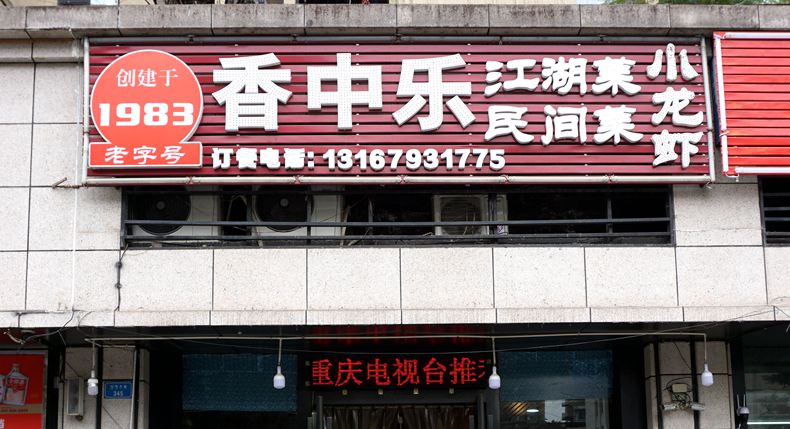 创建于
1983
老字号
香中乐
江湖菜
民间菜
小龙虾
订餐电话:13167931775
重庆电视台推
345